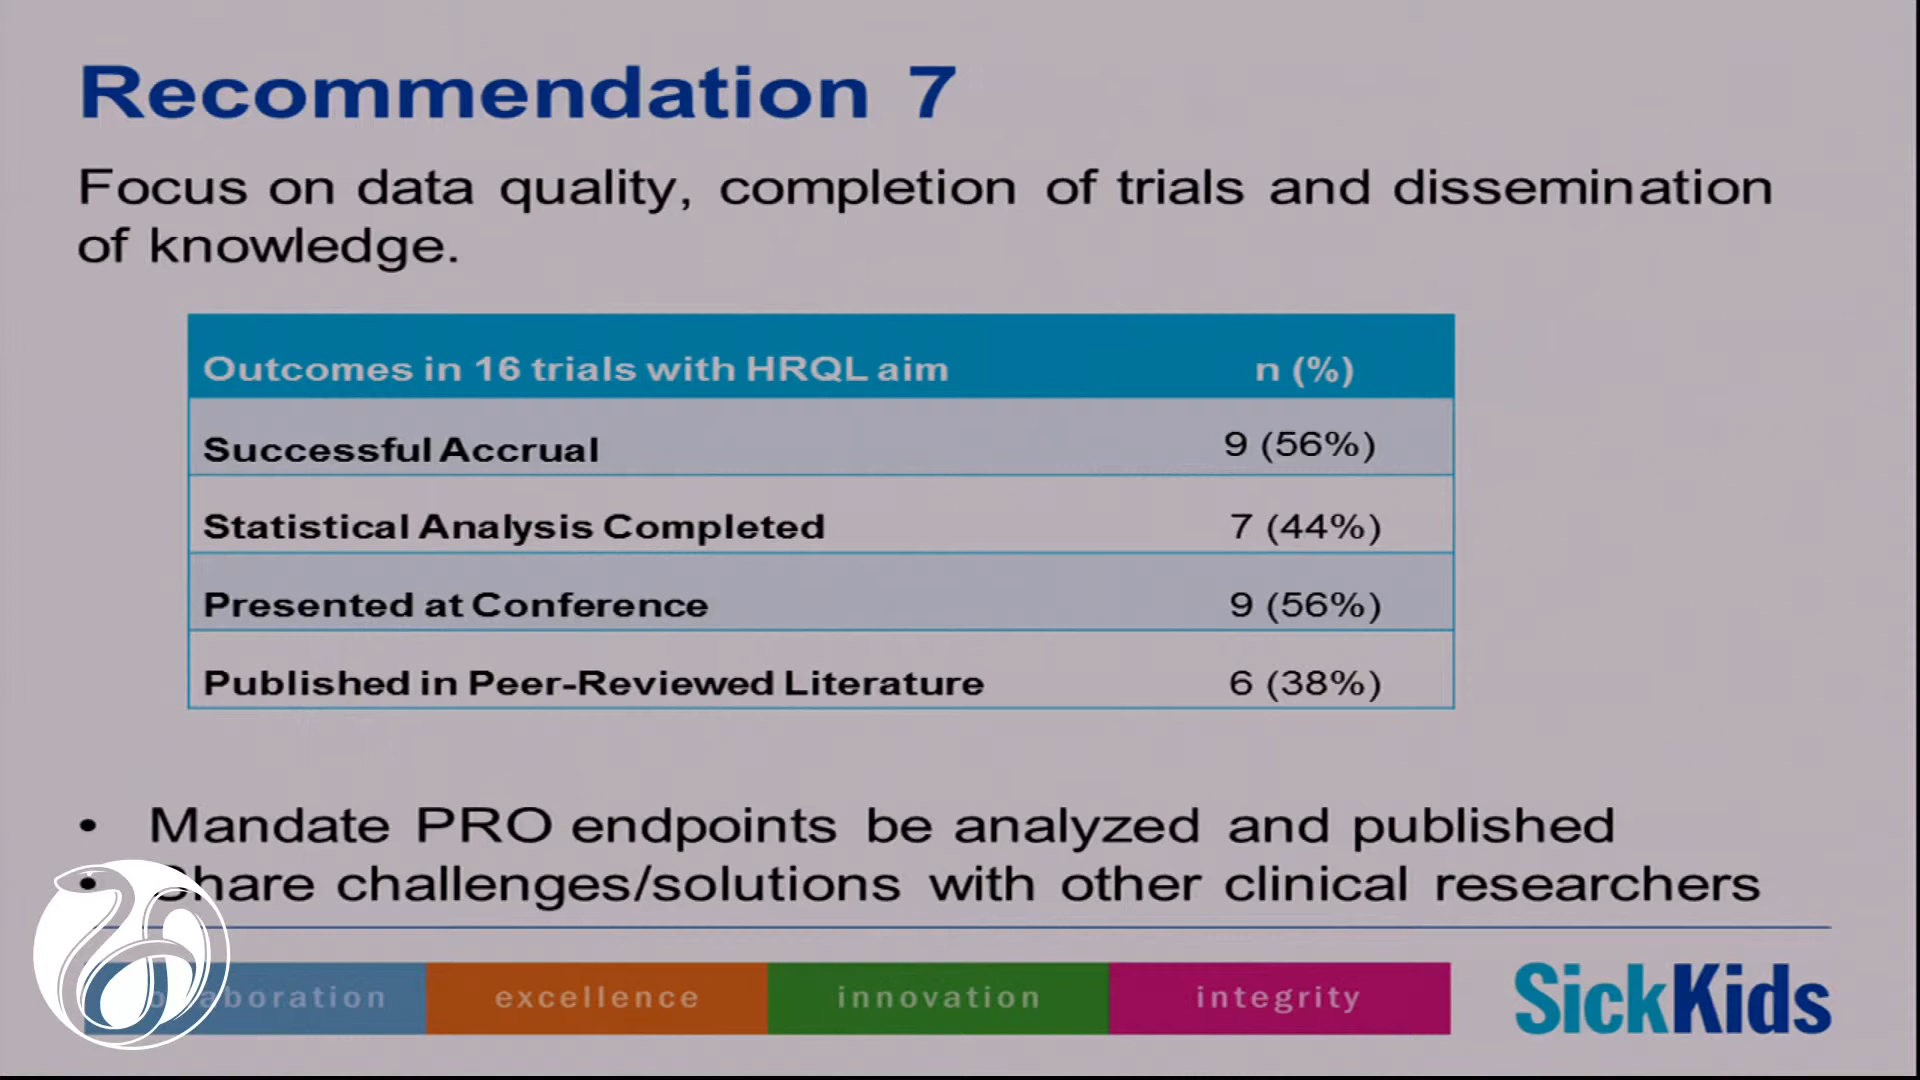 Recommendation 7
Focus on data quality, completion of trials and dissemination
of knowledge.
Outcomes in 16 trials with HRQL aim n (%)
Successful Accrual 9 (56%)
Statistical Analysis Completed 7 (44%)
Presented at Conference 9 (56%)
Published in Peer-Reviewed Literature 6 (38%)
• Mandate PRO endpoints be analyzed and published
• Share challenges/solutions with other clinical researchers
excellence innovation integrity SickKids